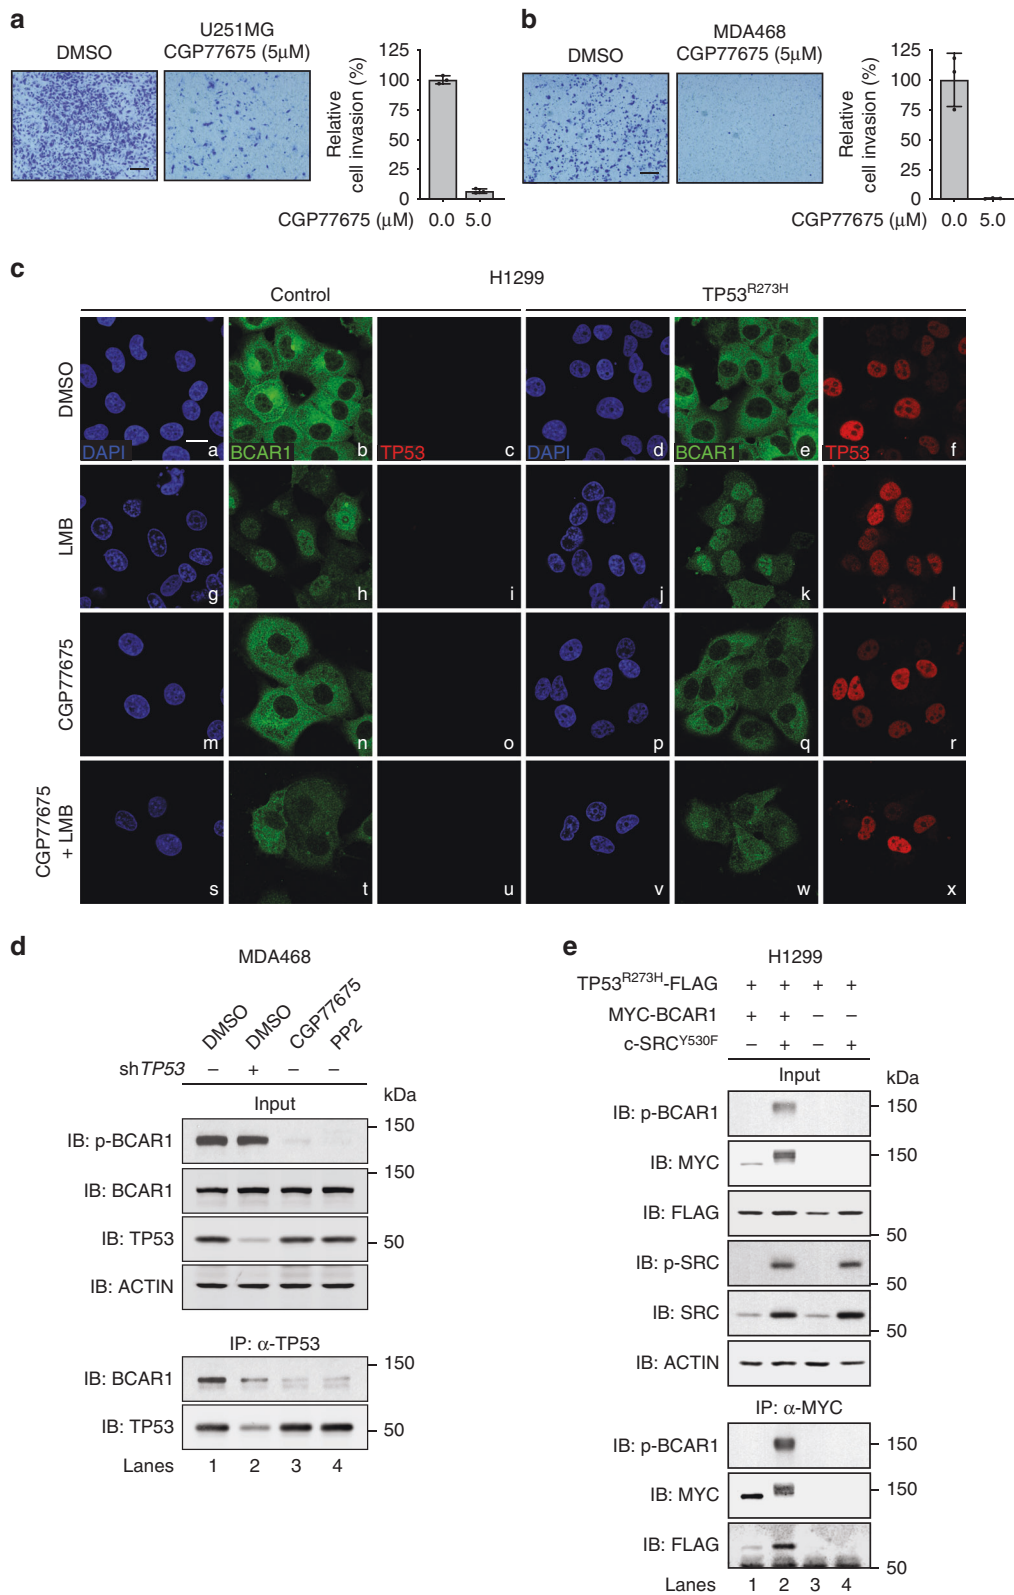 a
U251MG
DMSO
CGP77675 (5μM)
Relative
cell invasion (%)
125
100
75
50
25
0
CGP77675 (μM)
0.0
5.0
b
MDA468
DMSO
CGP77675 (5μM)
Relative
cell invasion (%)
125
100
75
50
25
0
CGP77675 (μM)
0.0
5.0
c
H1299
Control
TP53R273H
DMSO
DAPI
a
BCAR1
b
TP53
c
DAPI
d
BCAR1
e
TP53
f
LMB
g
h
i
j
k
l
CGP77675
m
n
o
p
q
r
CGP77675
+ LMB
s
t
u
v
w
x
d
MDA468
DMSO
DMSO
CGP77675
PP2
shTP53
–
+
–
–
Input
kDa
IB: p-BCAR1
150
IB: BCAR1
150
IB: TP53
50
IB: ACTIN
IP: α-TP53
IB: BCAR1
150
IB: TP53
50
Lanes
1
2
3
4
e
H1299
TP53R273H-FLAG
+
+
+
+
MYC-BCAR1
+
+
–
–
c-SRCY530F
–
+
–
+
Input
kDa
IB: p-BCAR1
150
IB: MYC
150
IB: FLAG
50
IB: p-SRC
50
IB: SRC
50
IB: ACTIN
IP: α-MYC
IB: p-BCAR1
150
IB: MYC
150
IB: FLAG
50
Lanes
1
2
3
4